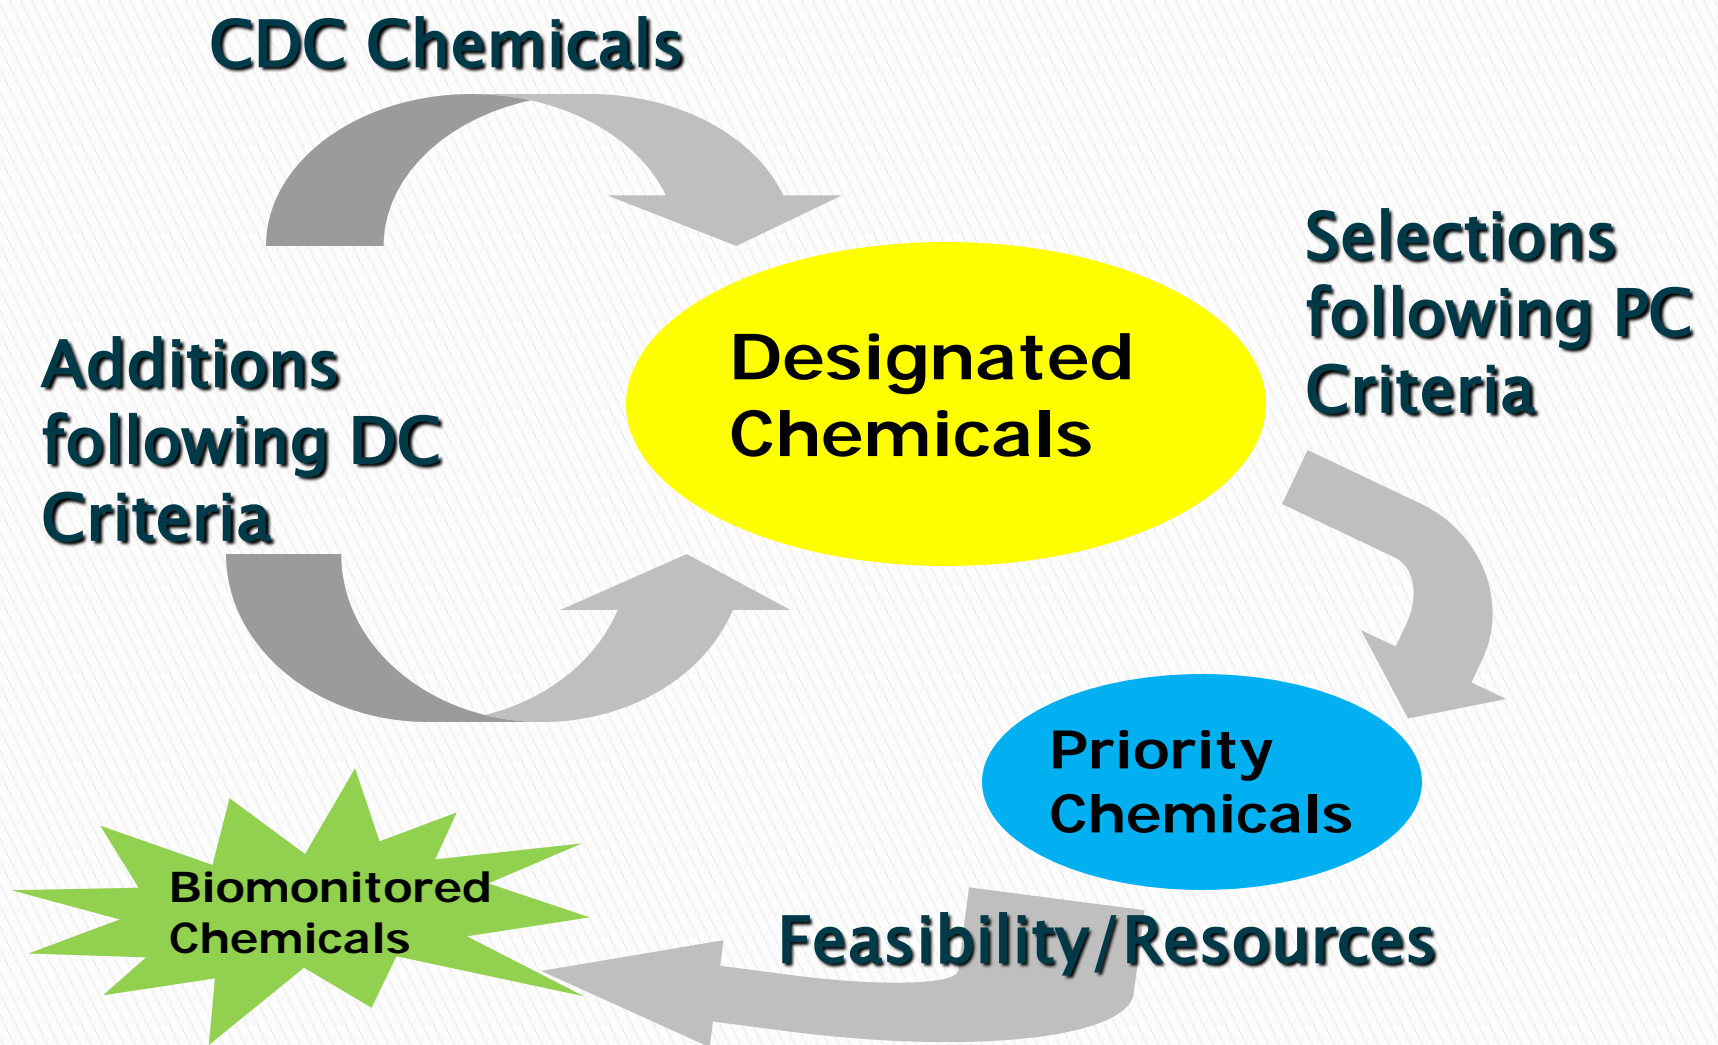 CDC Chemicals
Additions
following DC
Criteria
Designated
Chemicals
Selections
following PC
Criteria
Priority
Chemicals
Feasibility/Resources
Biomonitored
Chemicals